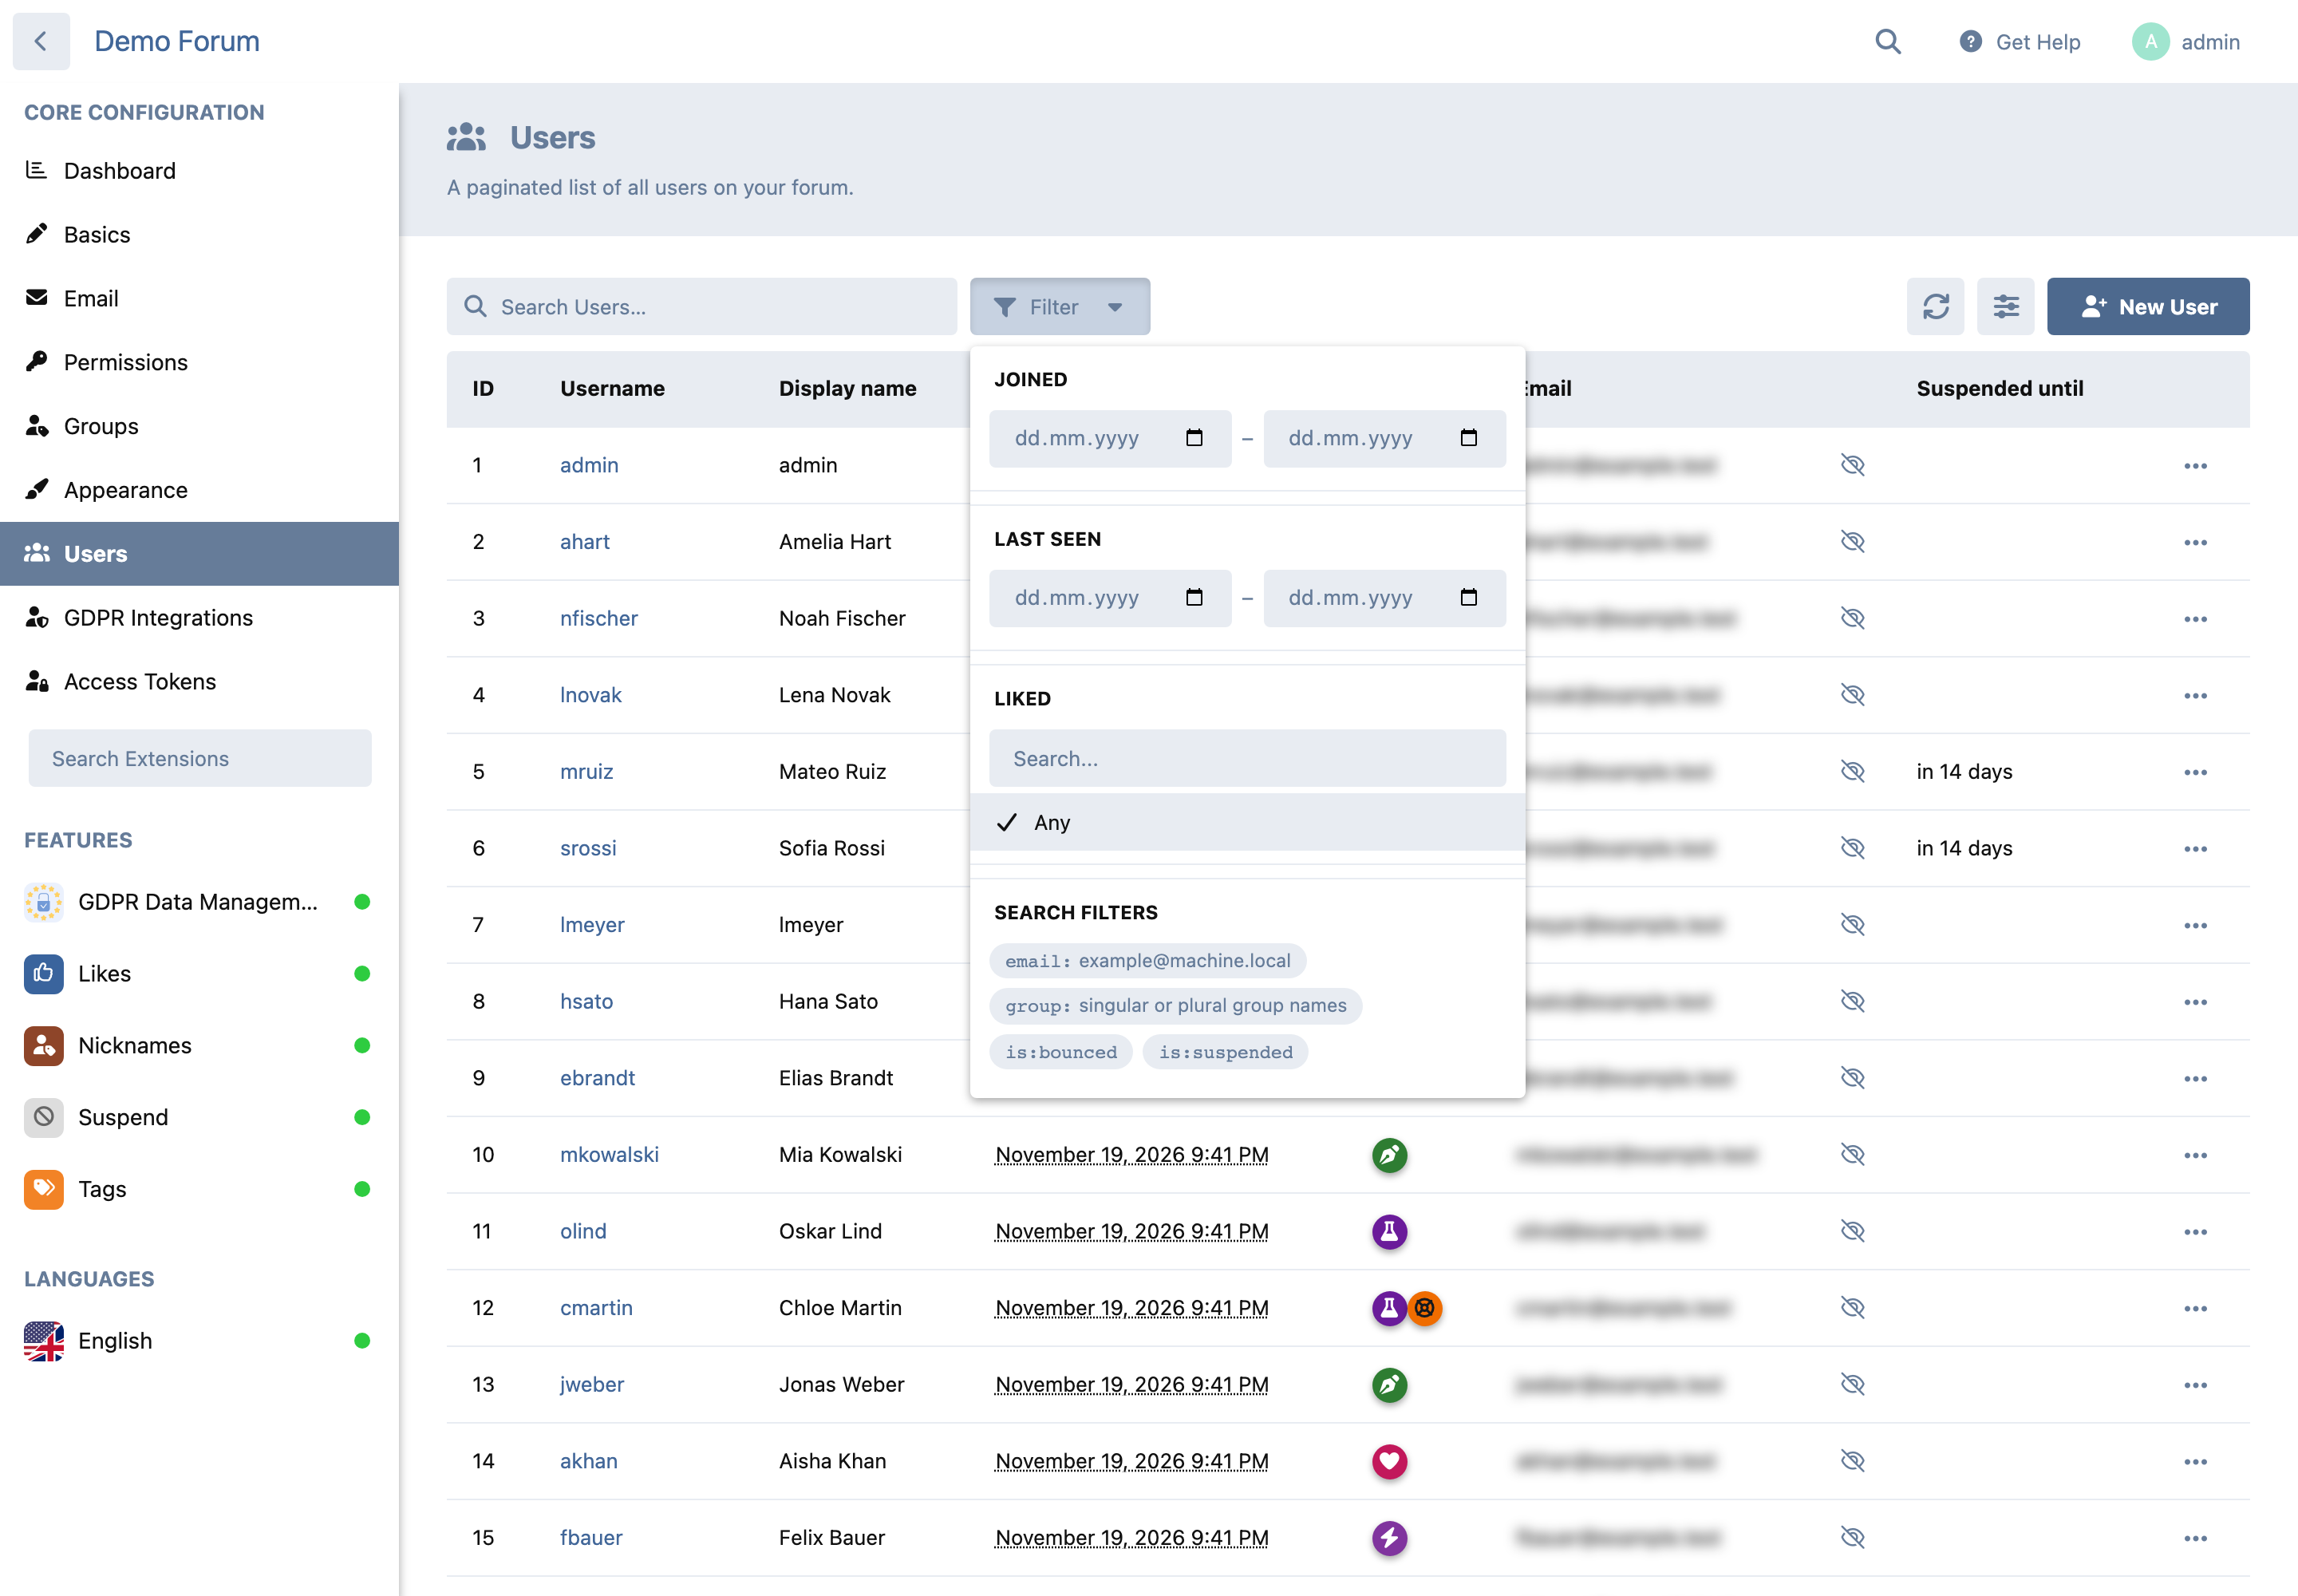 Demo Forum
Get Help
A
admin
CORE CONFIGURATION
Dashboard
Basics
Email
Permissions
Groups
Appearance
Users
GDPR Integrations
Access Tokens
Search Extensions
FEATURES
GDPR Data Managem...
Likes
Nicknames
Suspend
Tags
LANGUAGES
English
Users
A paginated list of all users on your forum.
Search Users...
Filter
New User
ID Username Display name Suspended until
1 admin admin
2 ahart Amelia Hart
3 nfischer Noah Fischer
4 lnovak Lena Novak
5 mruiz Mateo Ruiz in 14 days
6 srossi Sofia Rossi in 14 days
7 lmeyer lmeyer
8 hsato Hana Sato
9 ebrandt Elias Brandt
10 mkowalski Mia Kowalski November 19, 2026 9:41 PM
11 olind Oskar Lind November 19, 2026 9:41 PM
12 cmartin Chloe Martin November 19, 2026 9:41 PM
13 jweber Jonas Weber November 19, 2026 9:41 PM
14 akhan Aisha Khan November 19, 2026 9:41 PM
15 fbauer Felix Bauer November 19, 2026 9:41 PM
JOINED
dd.mm.yyyy – dd.mm.yyyy
LAST SEEN
dd.mm.yyyy – dd.mm.yyyy
LIKED
Search...
Any
SEARCH FILTERS
email: example@machine.local
group: singular or plural group names
is:bounced is:suspended